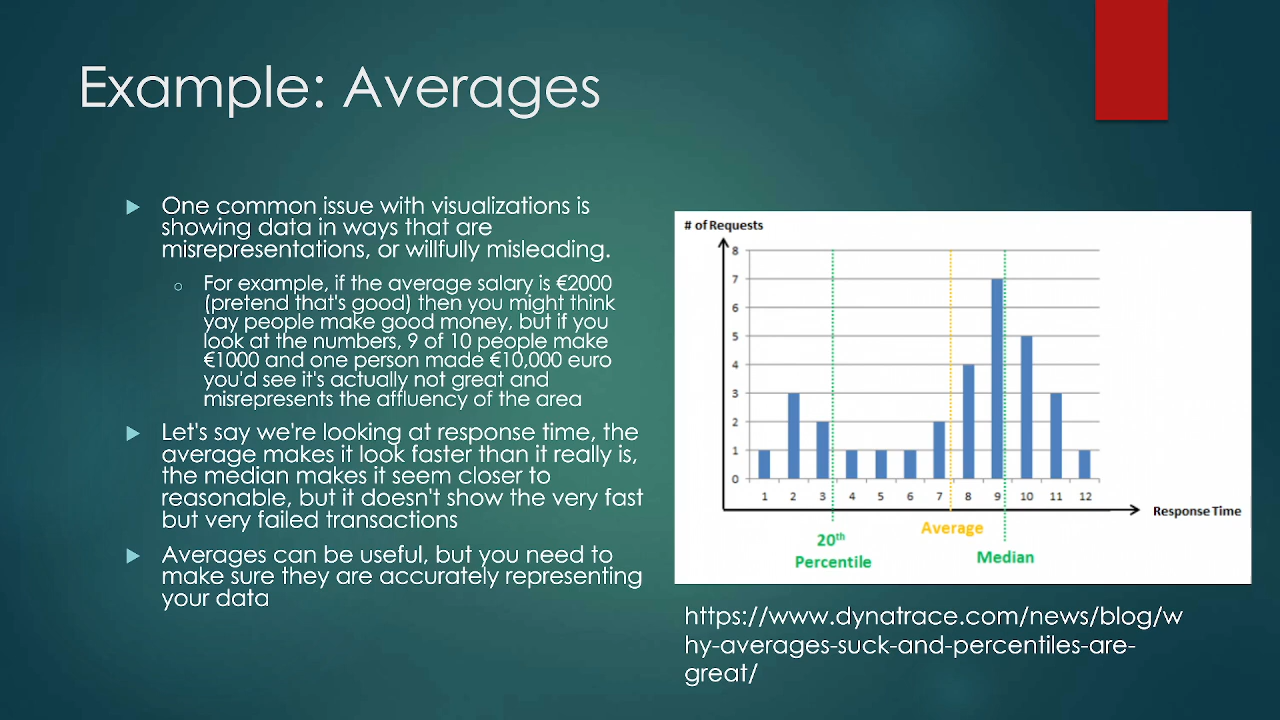 Example: Averages
One common issue with visualizations is
showing data in ways that are
misrepresentations, or willfully misleading.
For example, if the average salary is €2000
(pretend that's good) then you might think
yay people make good money, but if you
look at the numbers, 9 of 10 people make
€1000 and one person made €10,000 euro
you'd see it's actually not great and
misrepresents the affluency of the area
Let's say we're looking at response time, the
average makes it look faster than it really is,
the median makes it seem closer to
reasonable, but it doesn't show the very fast
but very failed transactions
Averages can be useful, but you need to
make sure they are accurately representing
your data
# of Requests
8
7
6
5
4
3
2
1
0
1 2 3 4 5 6 7 8 9 10 11 12
Response Time
20th
Percentile
Average
Median
https://www.dynatrace.com/news/blog/w
hy-averages-suck-and-percentiles-are-
great/